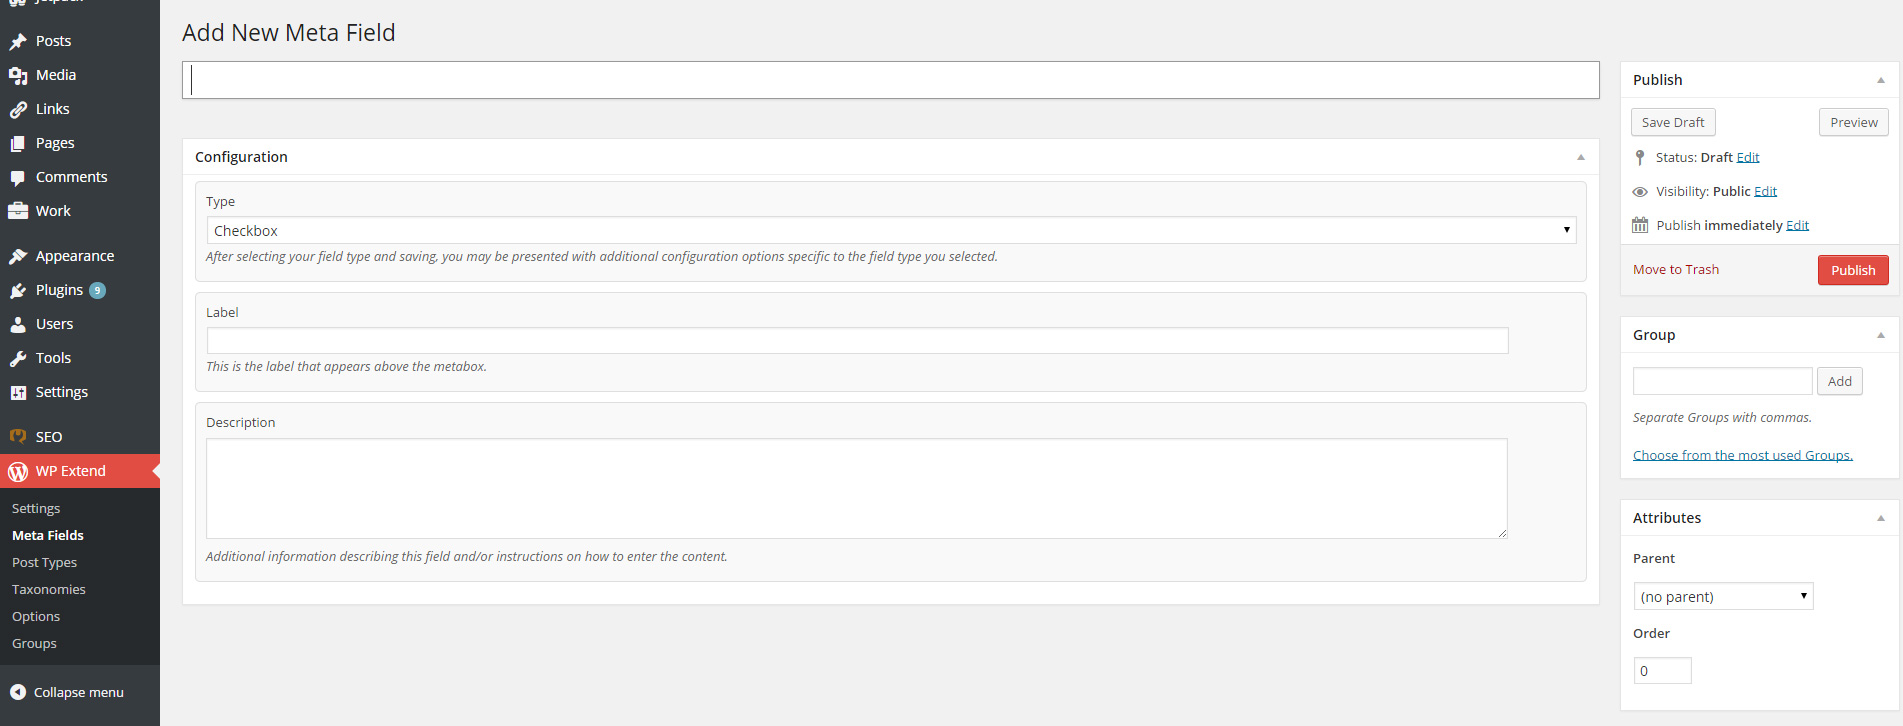 Jetpack
Posts
Media
Links
Pages
Comments
Work
Appearance
Plugins 9
Users
Tools
Settings
SEO
WP Extend
Settings
Meta Fields
Post Types
Taxonomies
Options
Groups
Collapse menu
Add New Meta Field
Configuration
Type
Checkbox
After selecting your field type and saving, you may be presented with additional configuration options specific to the field type you selected.
Label
This is the label that appears above the metabox.
Description
Additional information describing this field and/or instructions on how to enter the content.
Publish
Save Draft Preview
Status: Draft Edit
Visibility: Public Edit
Publish immediately Edit
Move to Trash Publish
Group
Add
Separate Groups with commas.
Choose from the most used Groups.
Attributes
Parent
(no parent)
Order
0